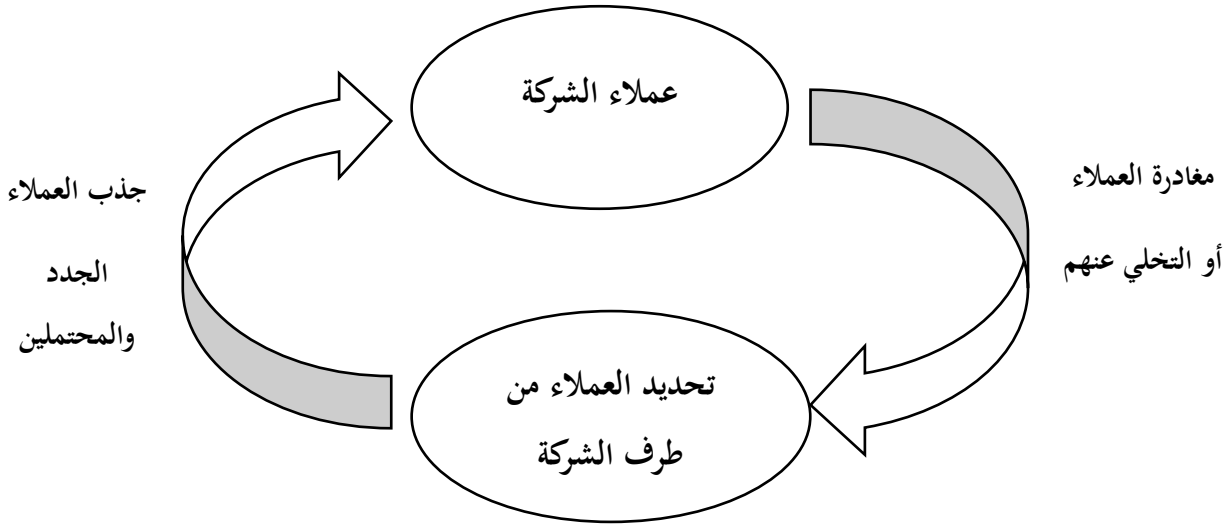 عملاء الشركة
مغادرة العملاء
أو التخلي عنهم
جذب العملاء
الجدد
والمحتملين
تحديد العملاء من
طرف الشركة